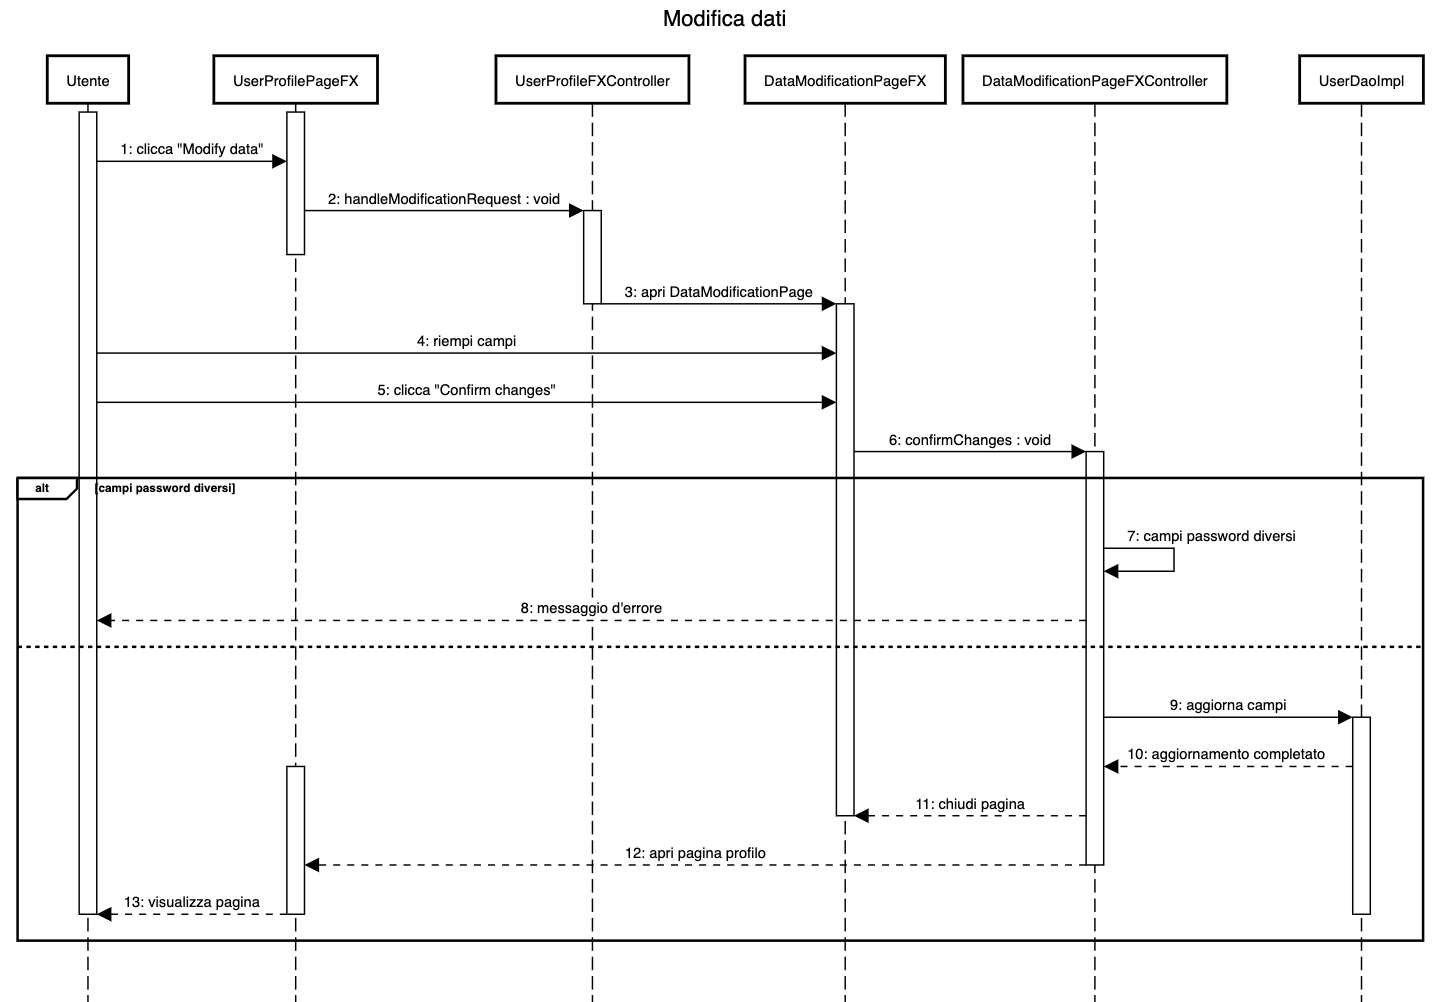 Modifica dati
Utente
UserProfilePageFX
UserProfileFXController
DataModificationPageFX
DataModificationPageFXController
UserDaoImpl
1: clicca "Modify data"
2: handleModificationRequest : void
3: apri DataModificationPage
4: riempi campi
5: clicca "Confirm changes"
6: confirmChanges : void
alt
[campi password diversi]
7: campi password diversi
8: messaggio d'errore
9: aggiorna campi
10: aggiornamento completato
11: chiudi pagina
12: apri pagina profilo
13: visualizza pagina